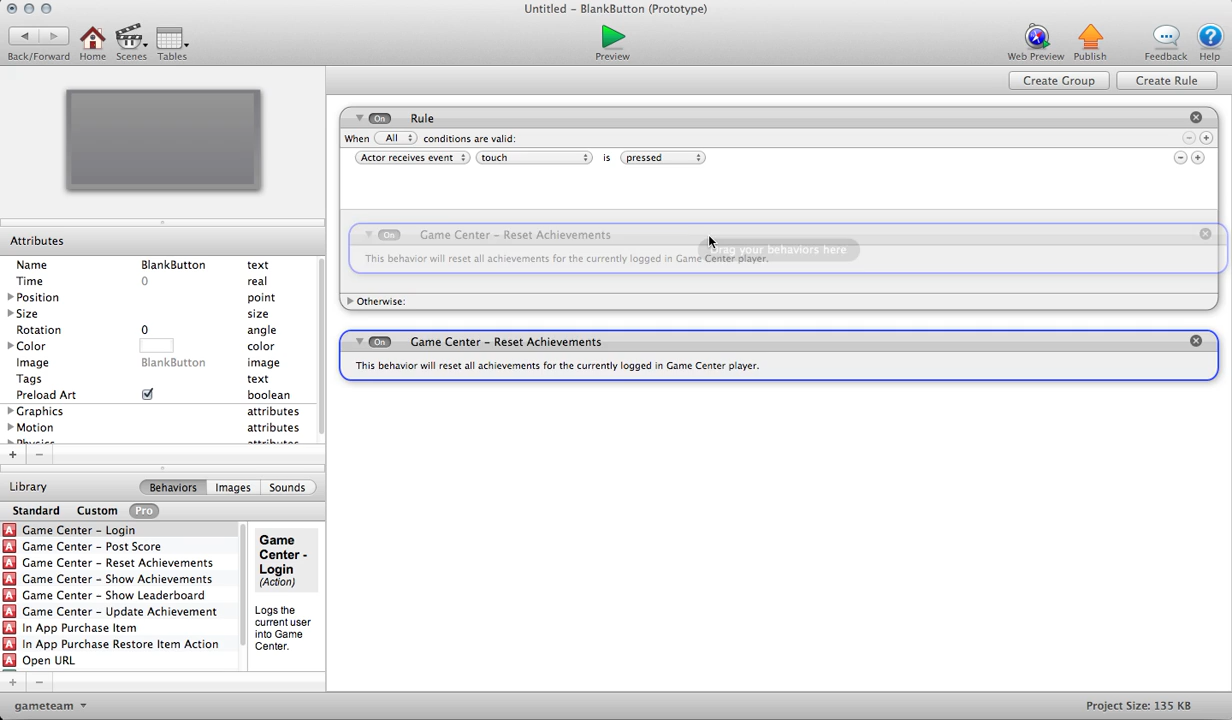 Untitled – BlankButton (Prototype)
Back/Forward Home Scenes Tables Preview Web Preview Publish Feedback Help
Create Group Create Rule
On Rule
When All conditions are valid:
Actor receives event touch is pressed
On Game Center – Reset Achievements
Drag your behaviors here
This behavior will reset all achievements for the currently logged in Game Center player.
Otherwise:
On Game Center – Reset Achievements
This behavior will reset all achievements for the currently logged in Game Center player.
Attributes
Name BlankButton text
Time 0 real
Position point
Size size
Rotation 0 angle
Color color
Image BlankButton image
Tags text
Preload Art boolean
Graphics attributes
Motion attributes
Physics attributes
Library Behaviors Images Sounds
Standard Custom Pro
Game Center – Login
Game Center – Post Score
Game Center – Reset Achievements
Game Center – Show Achievements
Game Center – Show Leaderboard
Game Center – Update Achievement
In App Purchase Item
In App Purchase Restore Item Action
Open URL
Game
Center -
Login
(Action)
Logs the
current user
into Game
Center.
gameteam Project Size: 135 KB